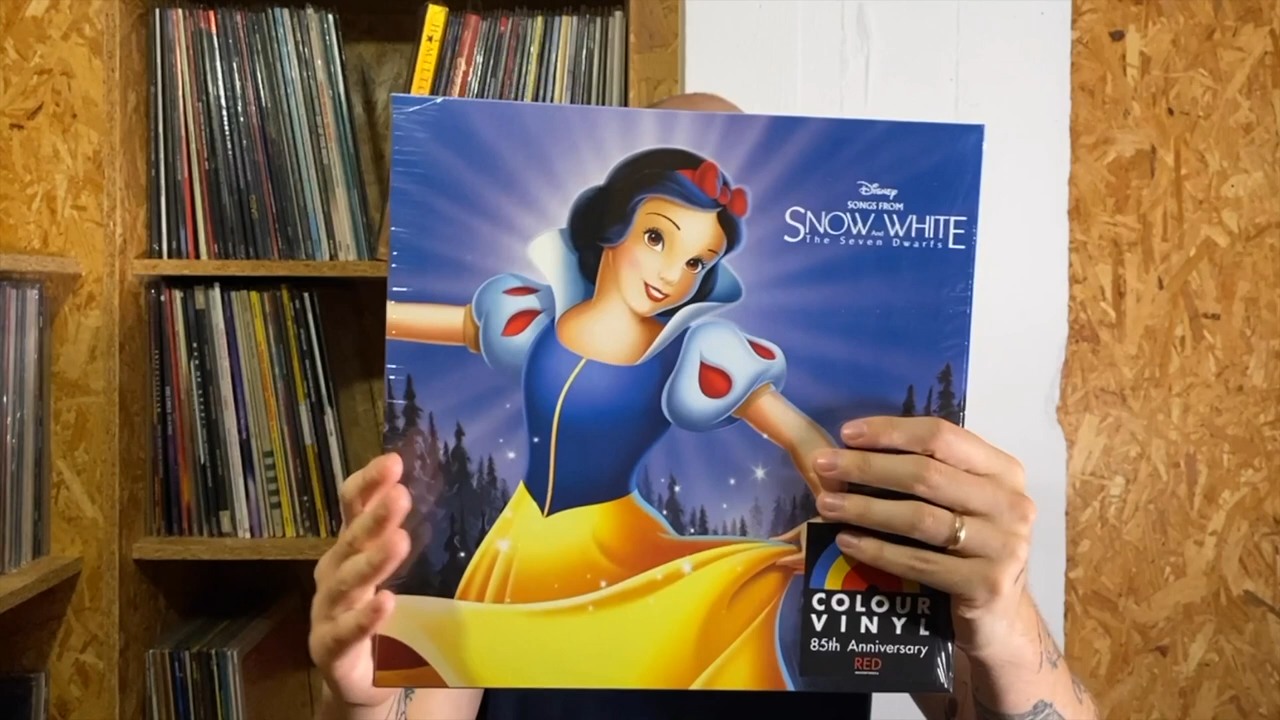 Disney
SONGS FROM
SNOW AND WHITE
The Seven Dwarfs
COLOUR
VINYL
85th Anniversary
RED